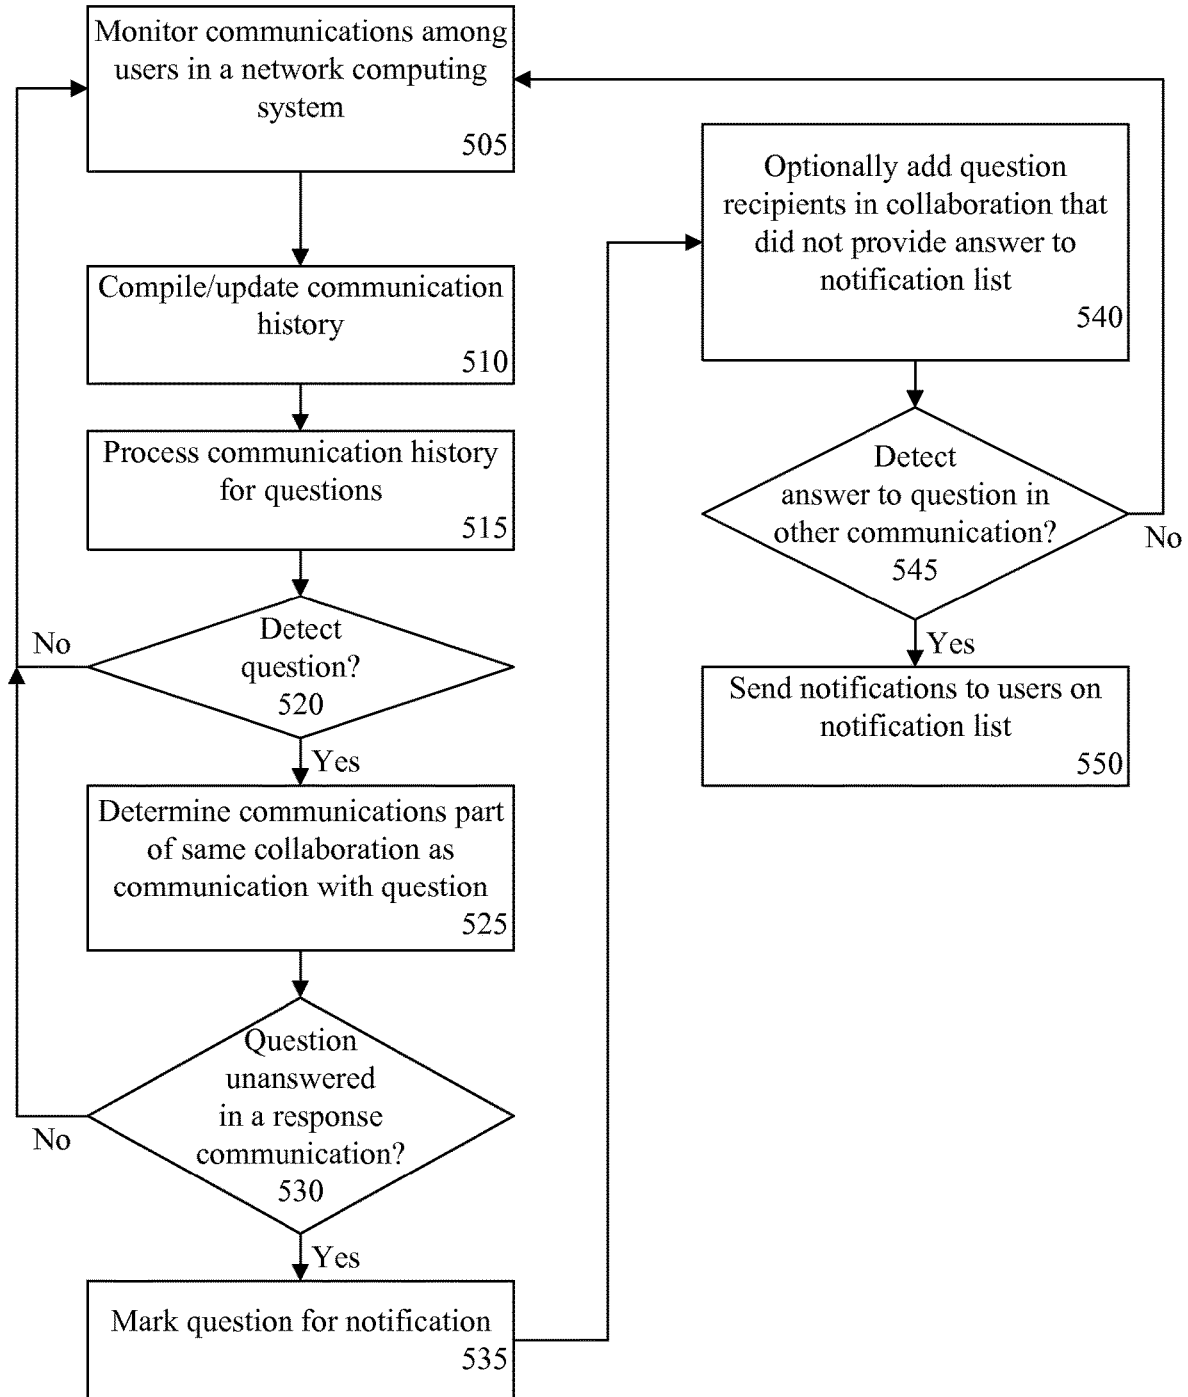 Monitor communications among
users in a network computing
system
505
Compile/update communication
history
510
Process communication history
for questions
515
Detect
question?
520
No
Yes
Determine communications part
of same collaboration as
communication with question
525
Question
unanswered
in a response
communication?
530
No
Yes
Mark question for notification
535
Optionally add question
recipients in collaboration that
did not provide answer to
notification list
540
Detect
answer to question in
other communication?
545
No
Yes
Send notifications to users on
notification list
550